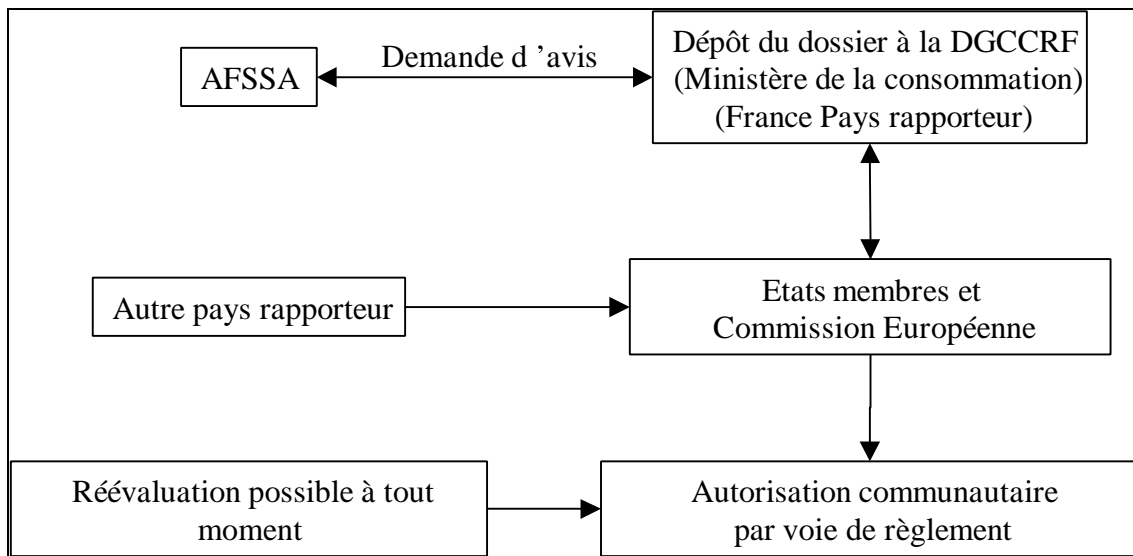 AFSSA
Demande d ’avis
Dépôt du dossier à la DGCCRF
(Ministère de la consommation)
(France Pays rapporteur)
Autre pays rapporteur
Etats membres et
Commission Européenne
Réévaluation possible à tout
moment
Autorisation communautaire
par voie de règlement